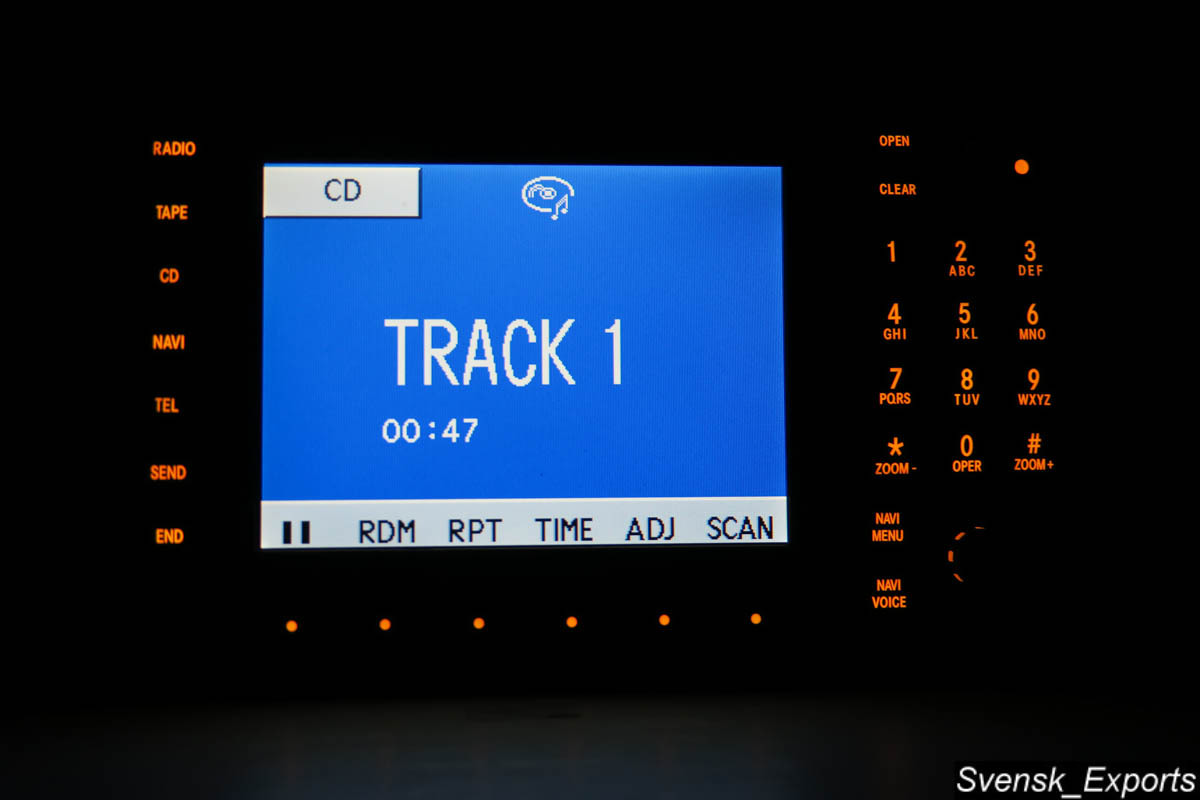 RADIO
TAPE
CD
NAVI
TEL
SEND
END
CD
TRACK 1
00:47
RDM RPT TIME ADJ SCAN
OPEN
CLEAR
1 2 3
ABC DEF
4 5 6
GHI JKL MNO
7 8 9
PQRS TUV WXYZ
* 0 #
ZOOM- OPER ZOOM+
NAVI
MENU
NAVI
VOICE
Svensk_Exports